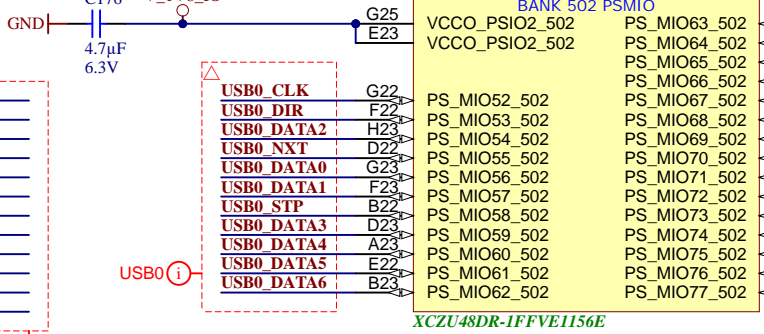 BANK 502 PSMIO
GND
4.7µF
6.3V
G25 VCCO_PSIO2_502 PS_MIO63_502
E23 VCCO_PSIO2_502 PS_MIO64_502
PS_MIO65_502
PS_MIO66_502
USB0_CLK G22 PS_MIO52_502 PS_MIO67_502
USB0_DIR F22 PS_MIO53_502 PS_MIO68_502
USB0_DATA2 H23 PS_MIO54_502 PS_MIO69_502
USB0_NXT D22 PS_MIO55_502 PS_MIO70_502
USB0_DATA0 G23 PS_MIO56_502 PS_MIO71_502
USB0_DATA1 F23 PS_MIO57_502 PS_MIO72_502
USB0_STP B22 PS_MIO58_502 PS_MIO73_502
USB0_DATA3 D23 PS_MIO59_502 PS_MIO74_502
USB0_DATA4 A23 PS_MIO60_502 PS_MIO75_502
USB0_DATA5 E22 PS_MIO61_502 PS_MIO76_502
USB0_DATA6 B23 PS_MIO62_502 PS_MIO77_502
USB0 i
XCZU48DR-1FFVE1156E